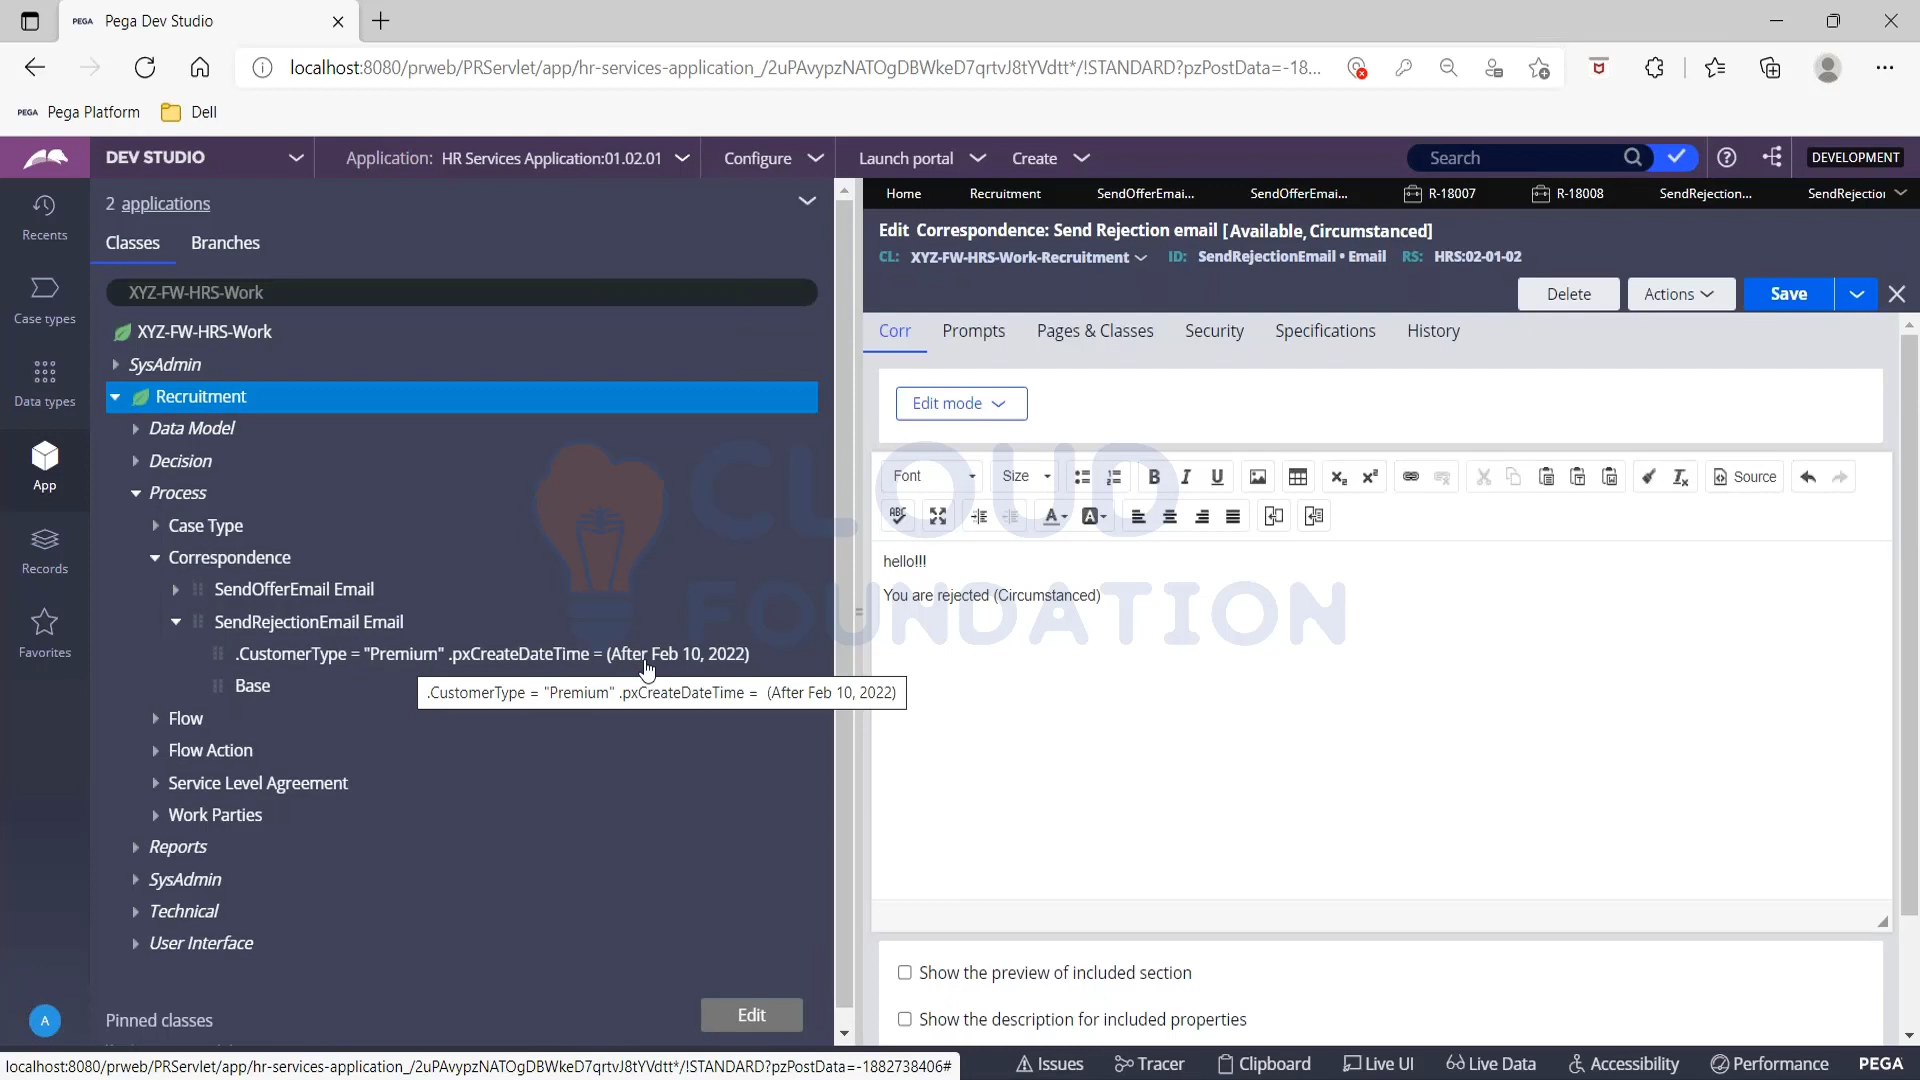 PEGA Pega Dev Studio
localhost:8080/prweb/PRServlet/app/hr-services-application_/2uPAvypzNATOgDBWkeD7qrtvJ8tYVdtt*/!STANDARD?pzPostData=-18...
PEGA Pega Platform Dell
DEV STUDIO Application: HR Services Application:01.02.01 Configure Launch portal Create Search DEVELOPMENT
2 applications
Home Recruitment SendOfferEmai... SendOfferEmai... R-18007 R-18008 SendRejection... SendRejection
Recents
Classes Branches
Edit Correspondence: Send Rejection email [Available, Circumstanced]
CL: XYZ-FW-HRS-Work-Recruitment ID: SendRejectionEmail • Email RS: HRS:02-01-02
XYZ-FW-HRS-Work
Delete Actions Save
Case types
XYZ-FW-HRS-Work
Corr Prompts Pages & Classes Security Specifications History
SysAdmin
Data types
Recruitment
Edit mode
Data Model
Decision
App
Process
Font Size B I U Source
ABC A A
Case Type
Correspondence
Records
SendOfferEmail Email
hello!!!
SendRejectionEmail Email
You are rejected (Circumstanced)
Favorites
.CustomerType = "Premium" .pxCreateDateTime = (After Feb 10, 2022)
Base
.CustomerType = "Premium" .pxCreateDateTime = (After Feb 10, 2022)
Flow
Flow Action
Service Level Agreement
Work Parties
Reports
SysAdmin
Technical
User Interface
CLOUD
FOUNDATION
Show the preview of included section
Show the description for included properties
A
Pinned classes Edit
localhost:8080/prweb/PRServlet/app/hr-services-application_/2uPAvypzNATOgDBWkeD7qrtvJ8tYVdtt*/!STANDARD?pzPostData=-1882738406#
Issues Tracer Clipboard Live UI Live Data Accessibility Performance PEGA